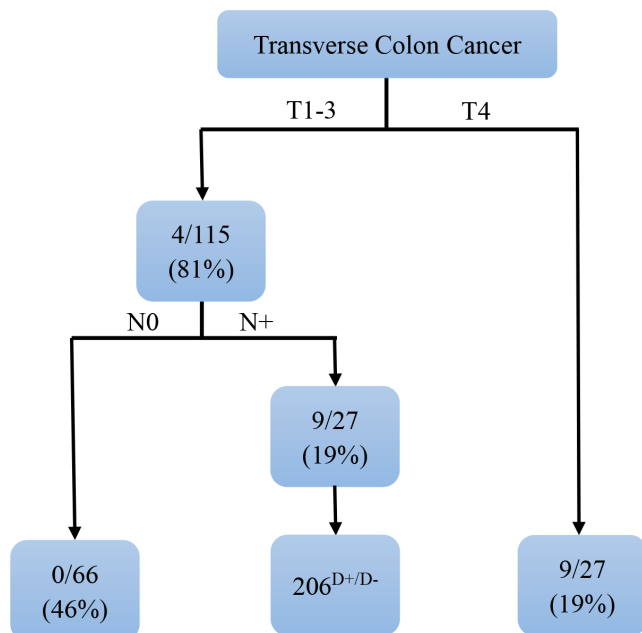 Transverse Colon Cancer
T1-3
T4
4/115
(81%)
N0
N+
9/27
(19%)
0/66
(46%)
206^D+/D-
9/27
(19%)